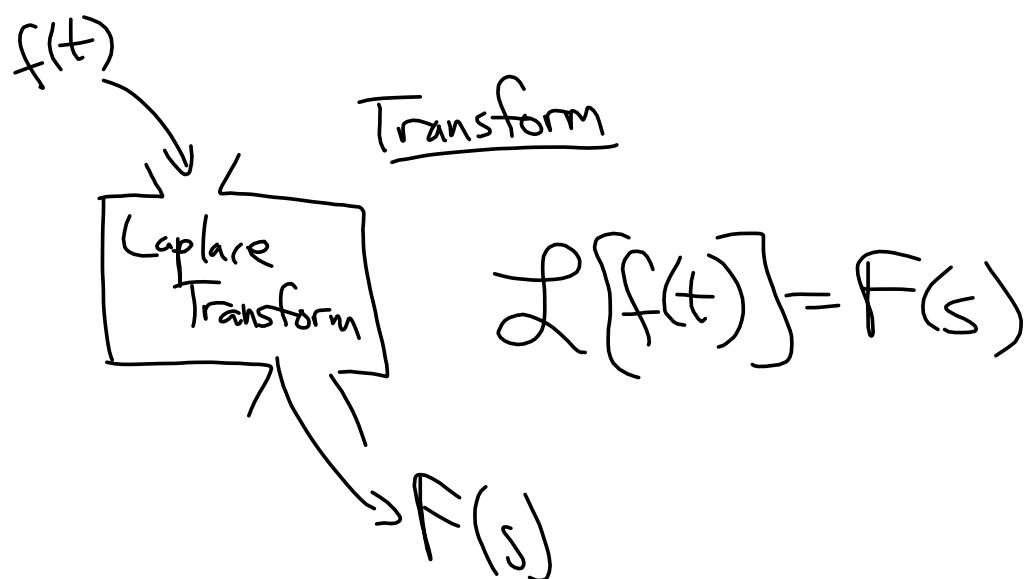 f(t)
Transform
Laplace
Transform
ℒ[f(t)]=F(s)
F(s)